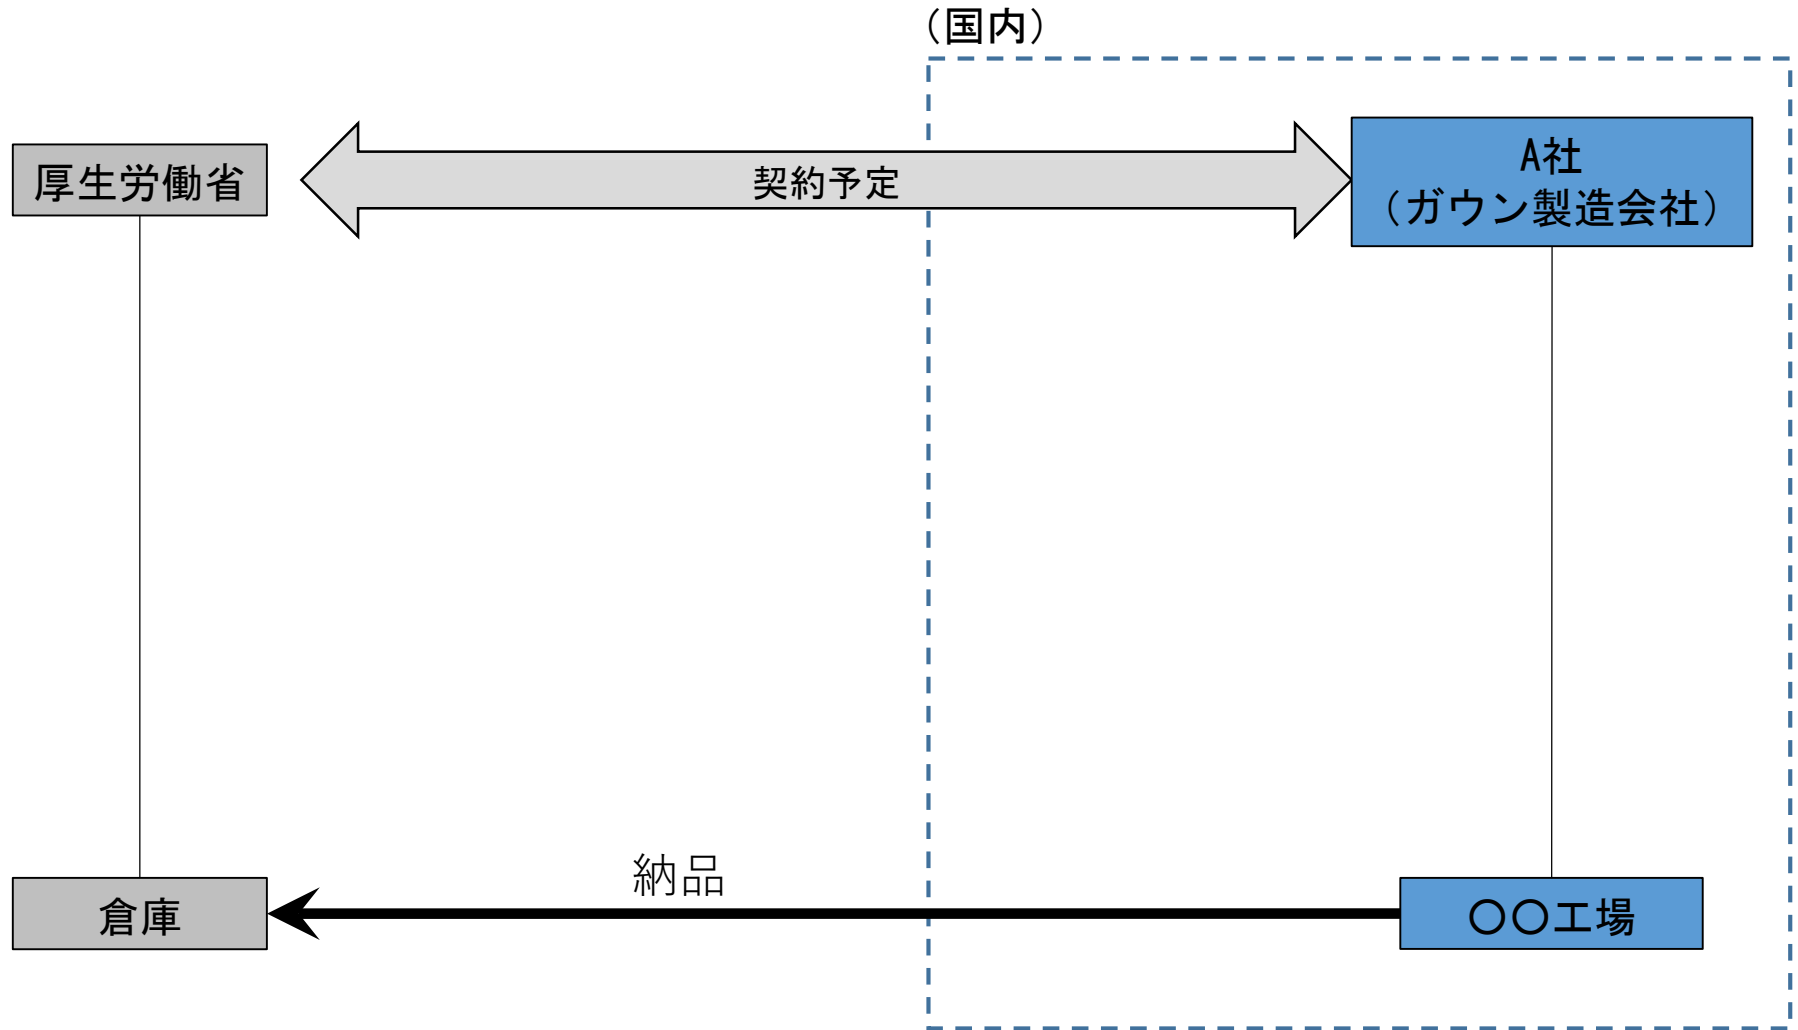 （国内）
厚生労働省
契約予定
A社
（ガウン製造会社）
納品
倉庫
〇〇工場